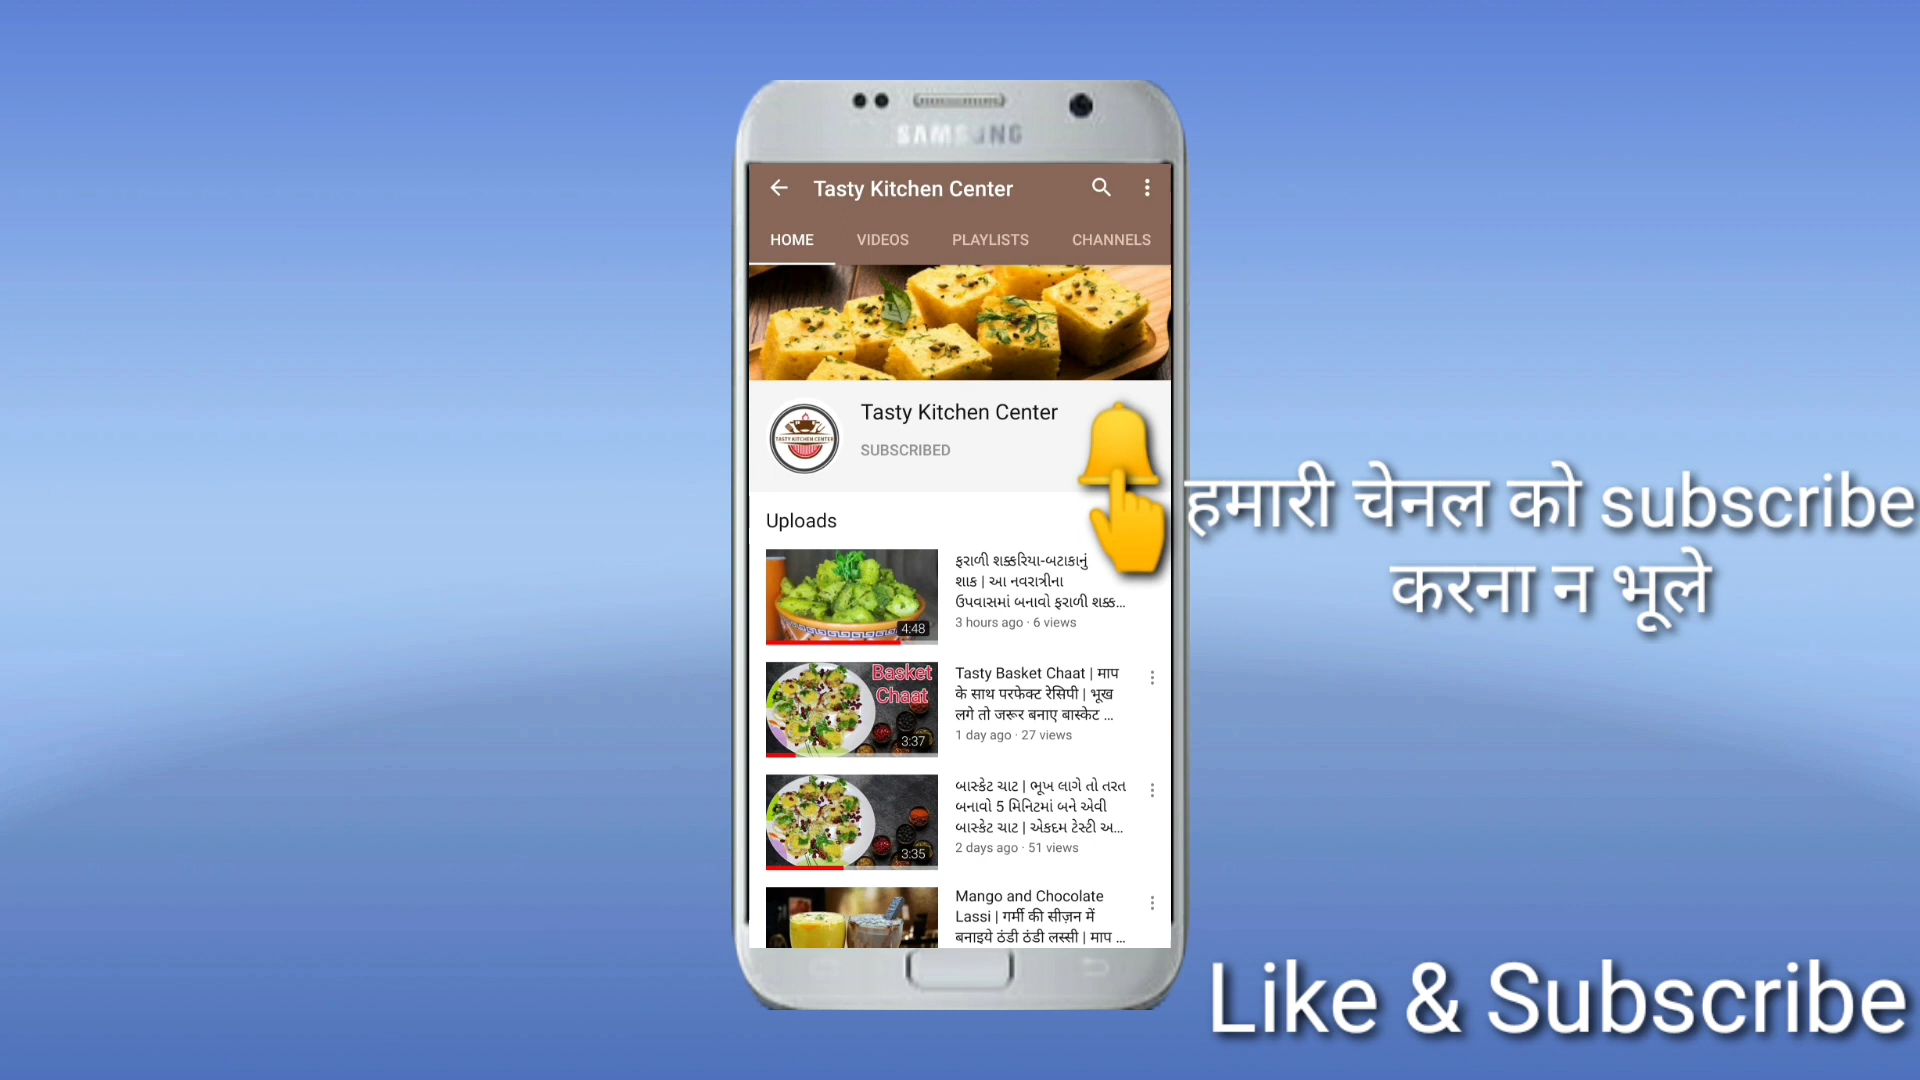 SAMSUNG
Tasty Kitchen Center
HOME VIDEOS PLAYLISTS CHANNELS
Tasty Kitchen Center
TASTY KITCHEN CENTER
SUBSCRIBED
Uploads
ફરાળી શક્કરિયા-બટાકાનું
શાક | આ નવરાત્રીના
ઉપવાસમાં બનાવો ફરાળી શક્ક...
3 hours ago · 6 views
4:48
Basket
Chaat
3:37
Tasty Basket Chaat | माप
के साथ परफेक्ट रेसिपी | भूख
लगे तो जरूर बनाए बास्केट ...
1 day ago · 27 views
3:35
બાસ્કેટ ચાટ | ભૂખ લાગે તો તરત
બનાવો 5 મિનિટમાં બને એવી
બાસ્કેટ ચાટ | એકદમ ટેસ્ટી અ...
2 days ago · 51 views
Mango and Chocolate
Lassi | गर्मी की सीज़न में
बनाइये ठंडी ठंडी लस्सी | माप ...
हमारी चेनल को subscribe
करना न भूले
Like & Subscribe